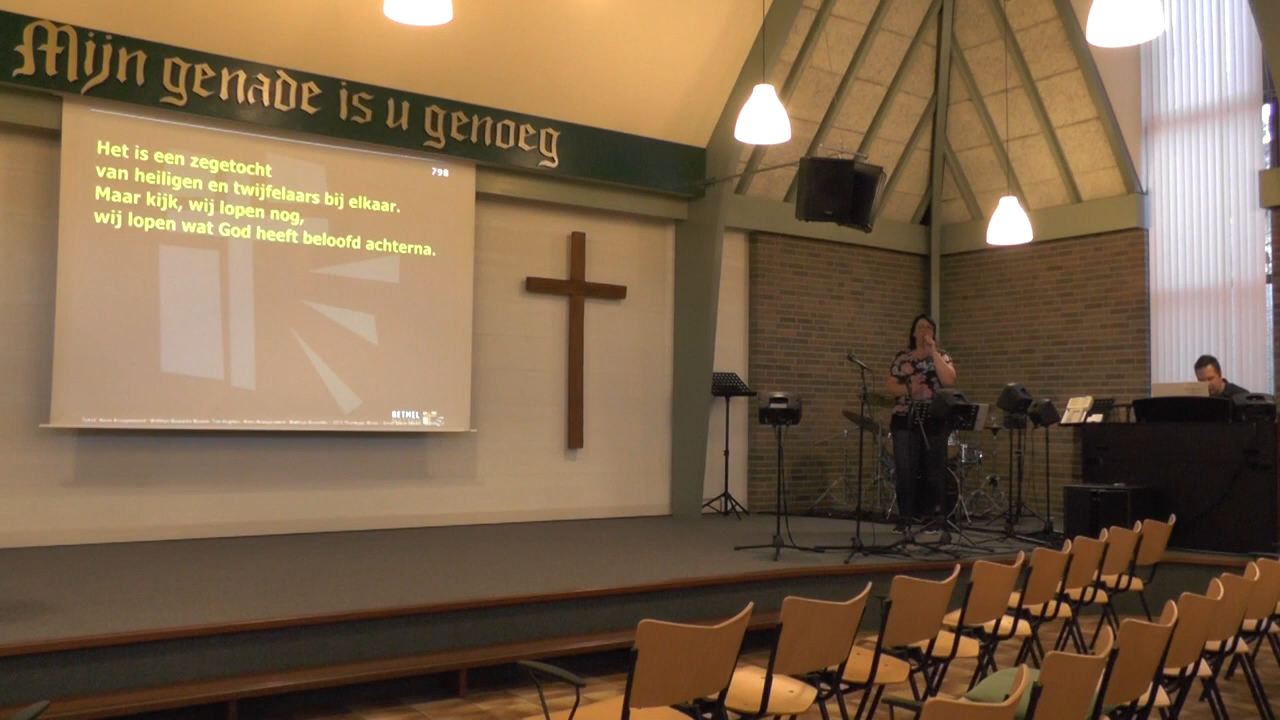 Mijn genade is u genoeg
798
Het is een zegetocht
van heiligen en twijfelaars bij elkaar.
Maar kijk, wij lopen nog,
wij lopen wat God heeft beloofd achterna.
BETHEL